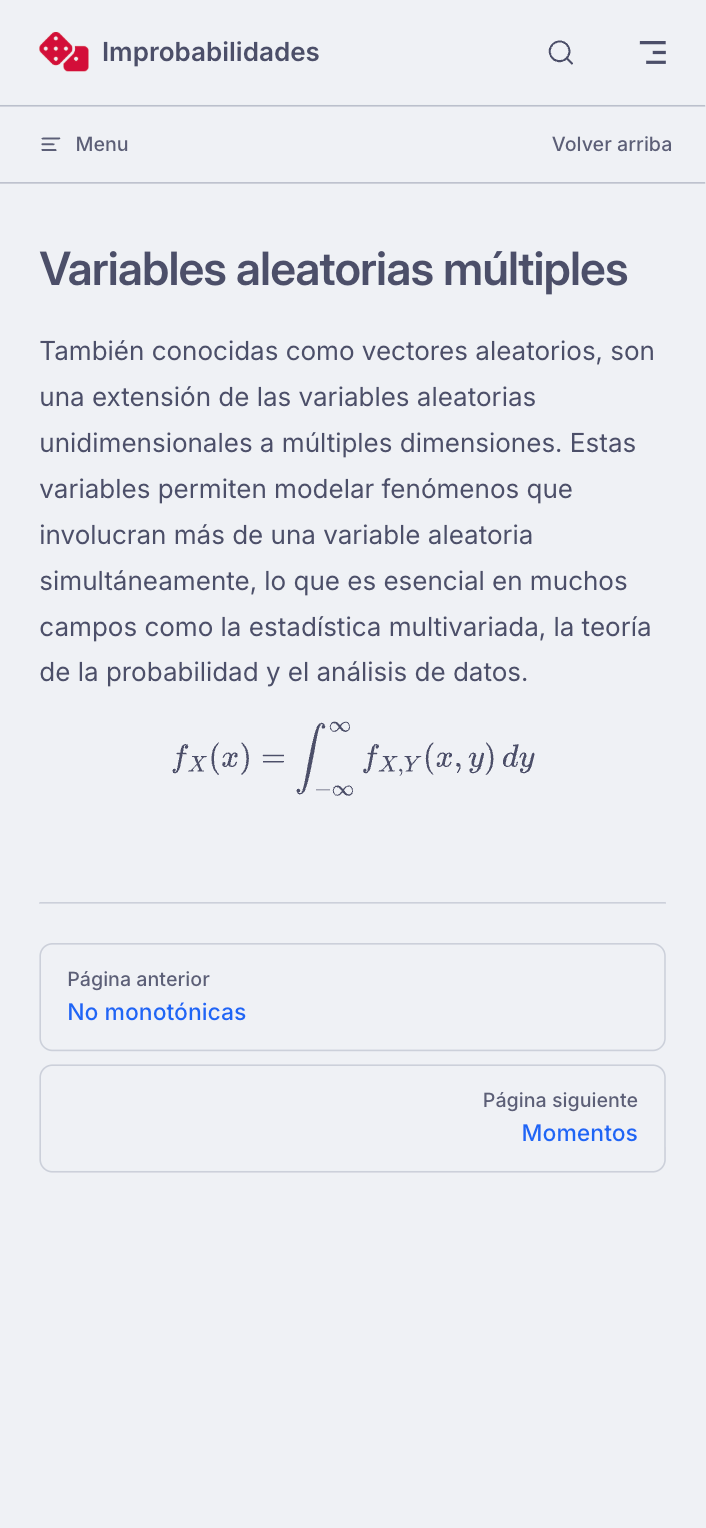 Improbabilidades
Menu
Volver arriba
Variables aleatorias múltiples
También conocidas como vectores aleatorios, son
una extensión de las variables aleatorias
unidimensionales a múltiples dimensiones. Estas
variables permiten modelar fenómenos que
involucran más de una variable aleatoria
simultáneamente, lo que es esencial en muchos
campos como la estadística multivariada, la teoría
de la probabilidad y el análisis de datos.
$f_X(x) = \int_{-\infty}^{\infty} f_{X,Y}(x, y)\, dy$
Página anterior
No monotónicas
Página siguiente
Momentos